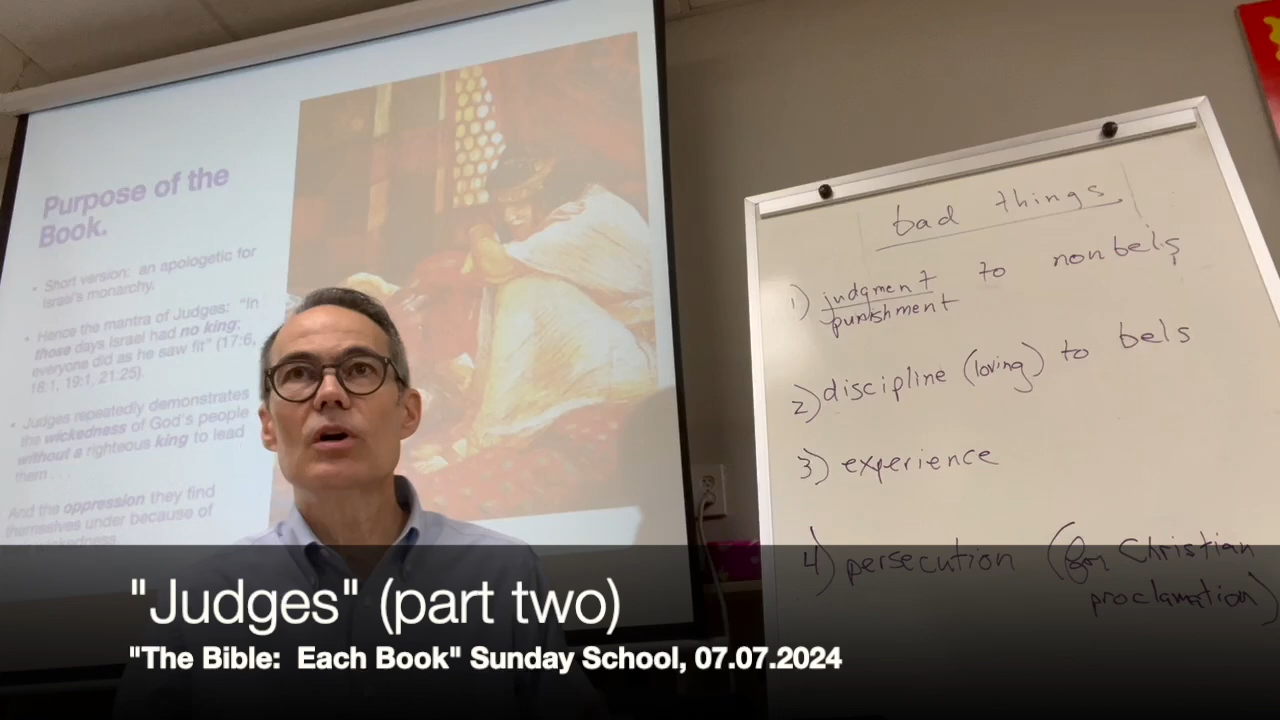 Purpose of the
Book.
• Short version: an apologetic for
Israel's monarchy.
• Hence the mantra of Judges: "In
those days Israel had no king;
everyone did as he saw fit" (17:6,
18:1, 19:1, 21:25).
• Judges repeatedly demonstrates
the wickedness of God's people
without a righteous king to lead
them . . .
And the oppression they find
themselves under because of
wickedness
bad things
1) judgment to nonbels
punishment
2) discipline (loving) to bels
3) experience
4) persecution (for Christian
proclamation)
"Judges" (part two)
"The Bible: Each Book" Sunday School, 07.07.2024